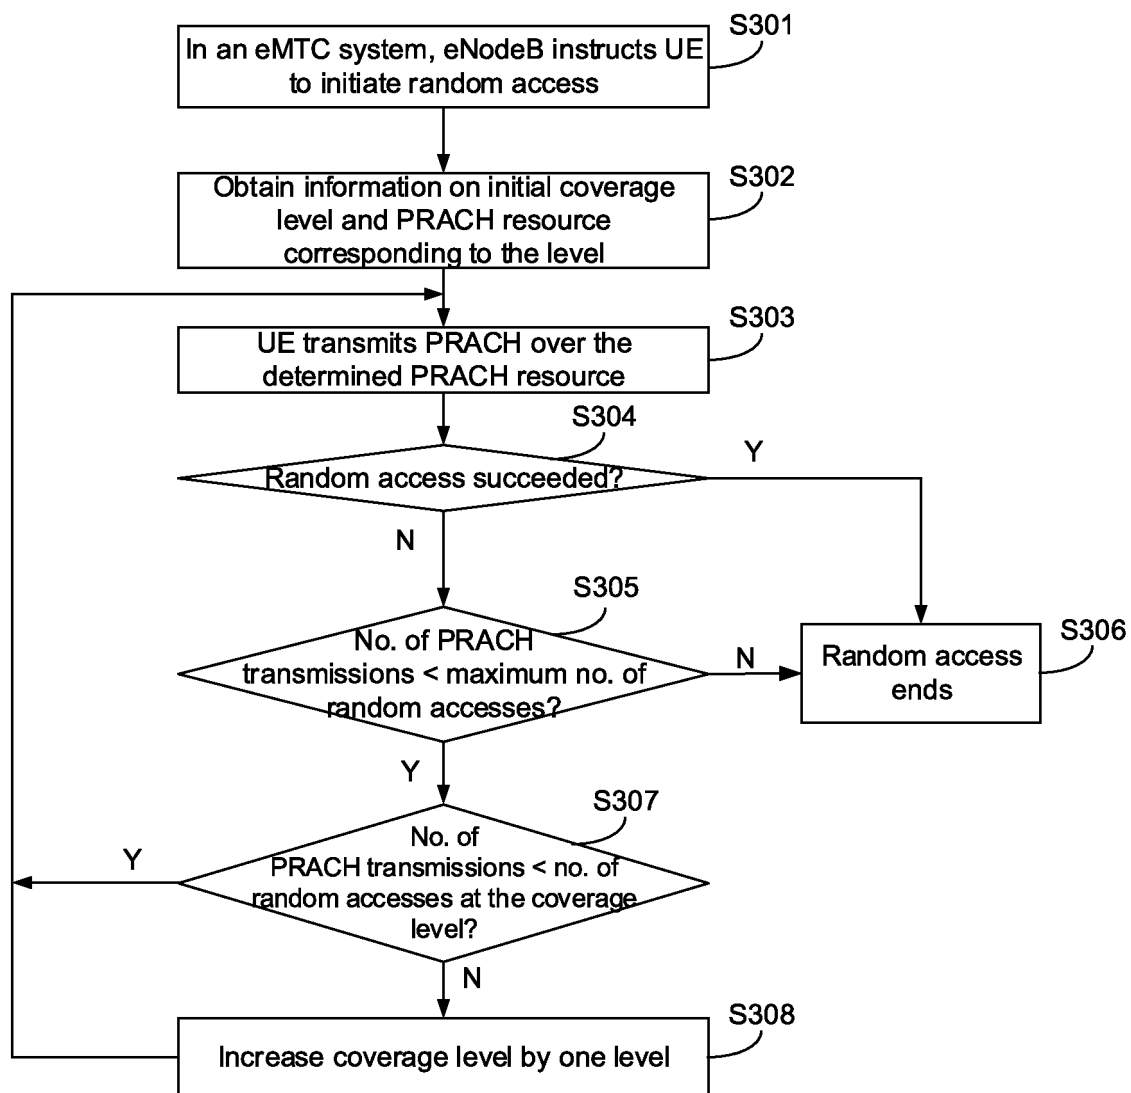 S301
In an eMTC system, eNodeB instructs UE
to initiate random access
S302
Obtain information on initial coverage
level and PRACH resource
corresponding to the level
S303
UE transmits PRACH over the
determined PRACH resource
S304
Random access succeeded?
Y
N
S305
No. of PRACH
transmissions < maximum no. of
random accesses?
N
S306
Random access
ends
Y
S307
No. of
PRACH transmissions < no. of
random accesses at the coverage
level?
Y
N
S308
Increase coverage level by one level